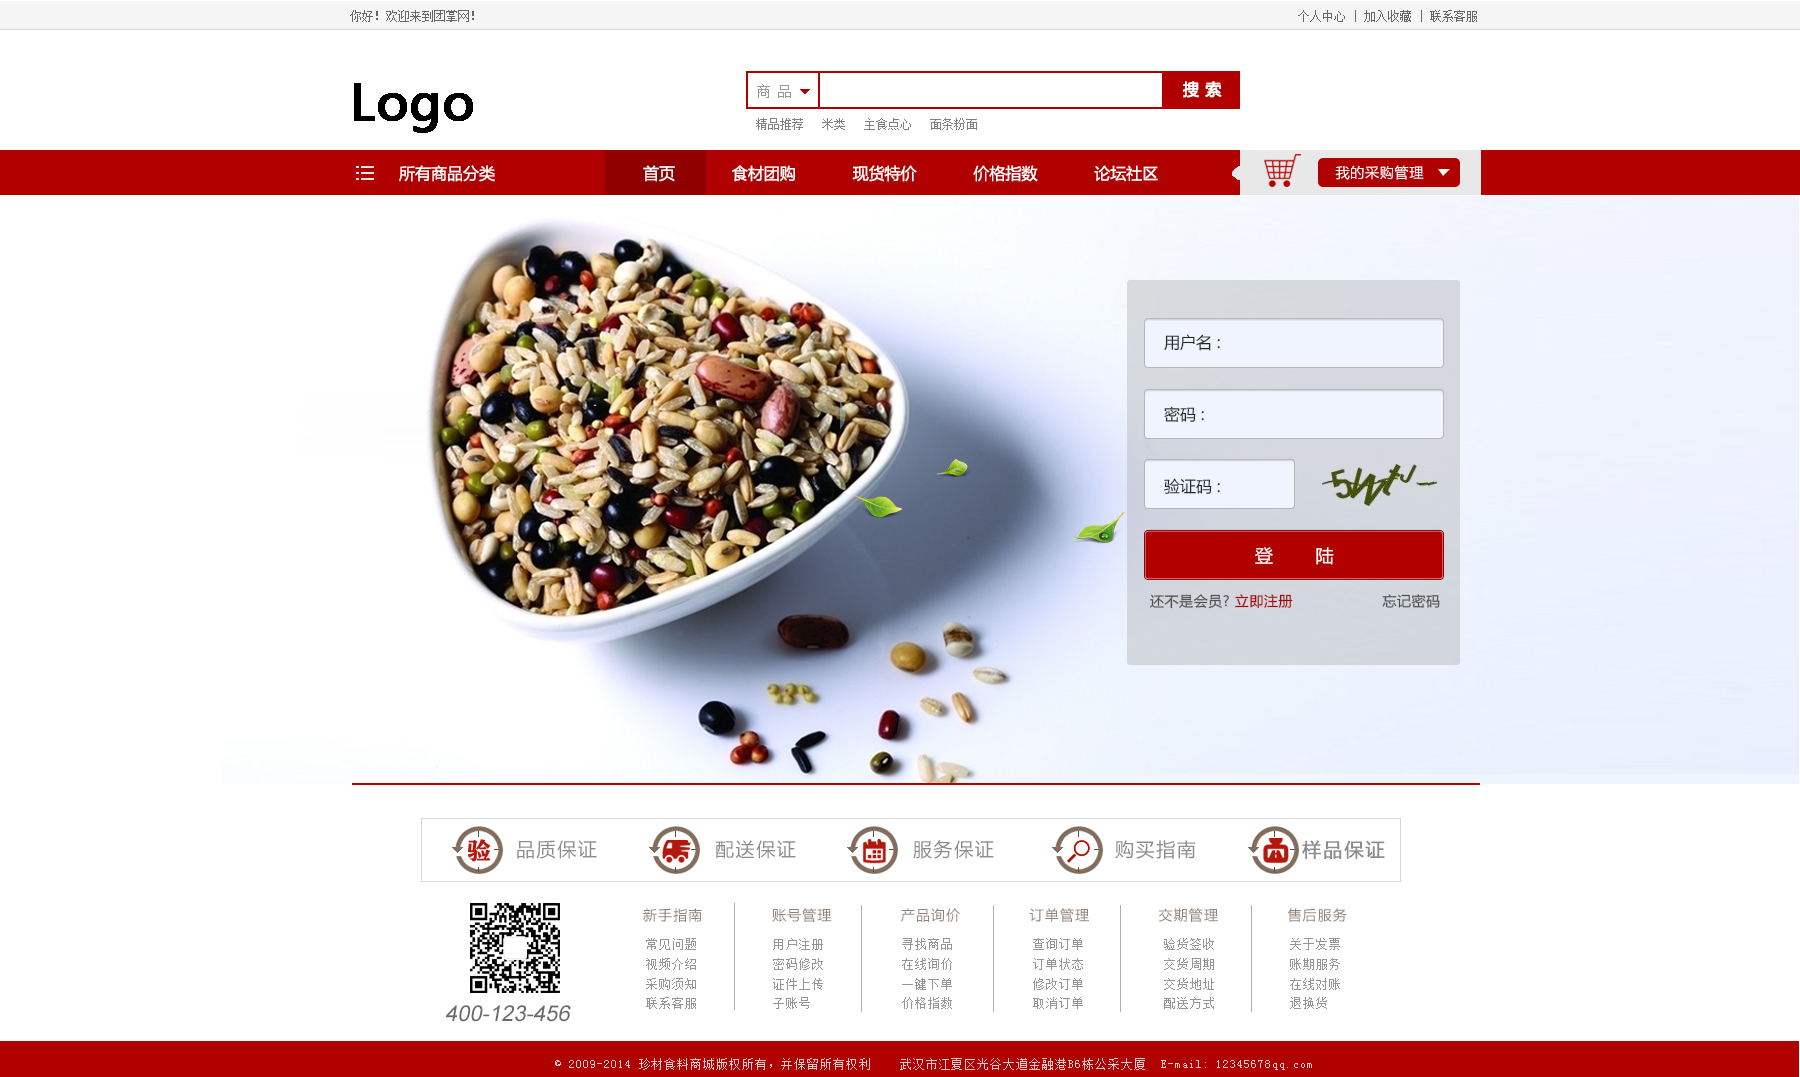 你好！欢迎来到团掌网！
个人中心 | 加入收藏 | 联系客服
Logo
商 品
搜 索
精品推荐 米类 主食点心 面条粉面
所有商品分类 首页 食材团购 现货特价 价格指数 论坛社区 我的采购管理
用户名：
密码：
验证码：
登 陆
还不是会员? 立即注册 忘记密码
验 品质保证 配送保证 服务保证 购买指南 样品保证
新手指南 账号管理 产品询价 订单管理 交期管理 售后服务
常见问题 用户注册 寻找商品 查询订单 验货签收 关于发票
视频介绍 密码修改 在线询价 订单状态 交货周期 账期服务
采购须知 证件上传 一键下单 修改订单 交货地址 在线对账
联系客服 子账号 价格指数 取消订单 配送方式 退换货
400-123-456
© 2009-2014 珍材食料商城版权所有，并保留所有权利 武汉市江夏区光谷大道金融港B6栋公采大厦 E-mail: 12345678qq.com